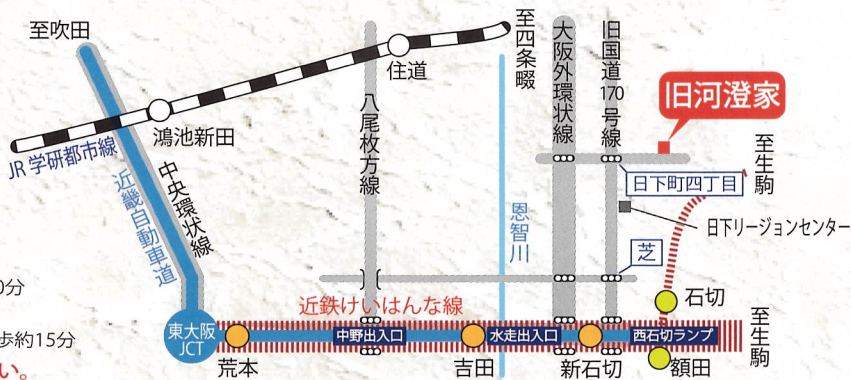 至吹田
至四条畷
大阪外環状線
旧国道170号線
住道
旧河澄家
八尾枚方線
鴻池新田
至生駒
JR学研都市線
中央環状線
近畿自動車道
日下町四丁目
恩智川
日下リージョンセンター
芝
0分
近鉄けいはんな線
石切
歩約15分
東大阪
JCT
中野出入口
水走出入口
西石切ランプ
至生駒
い。
荒本
吉田
新石切
額田